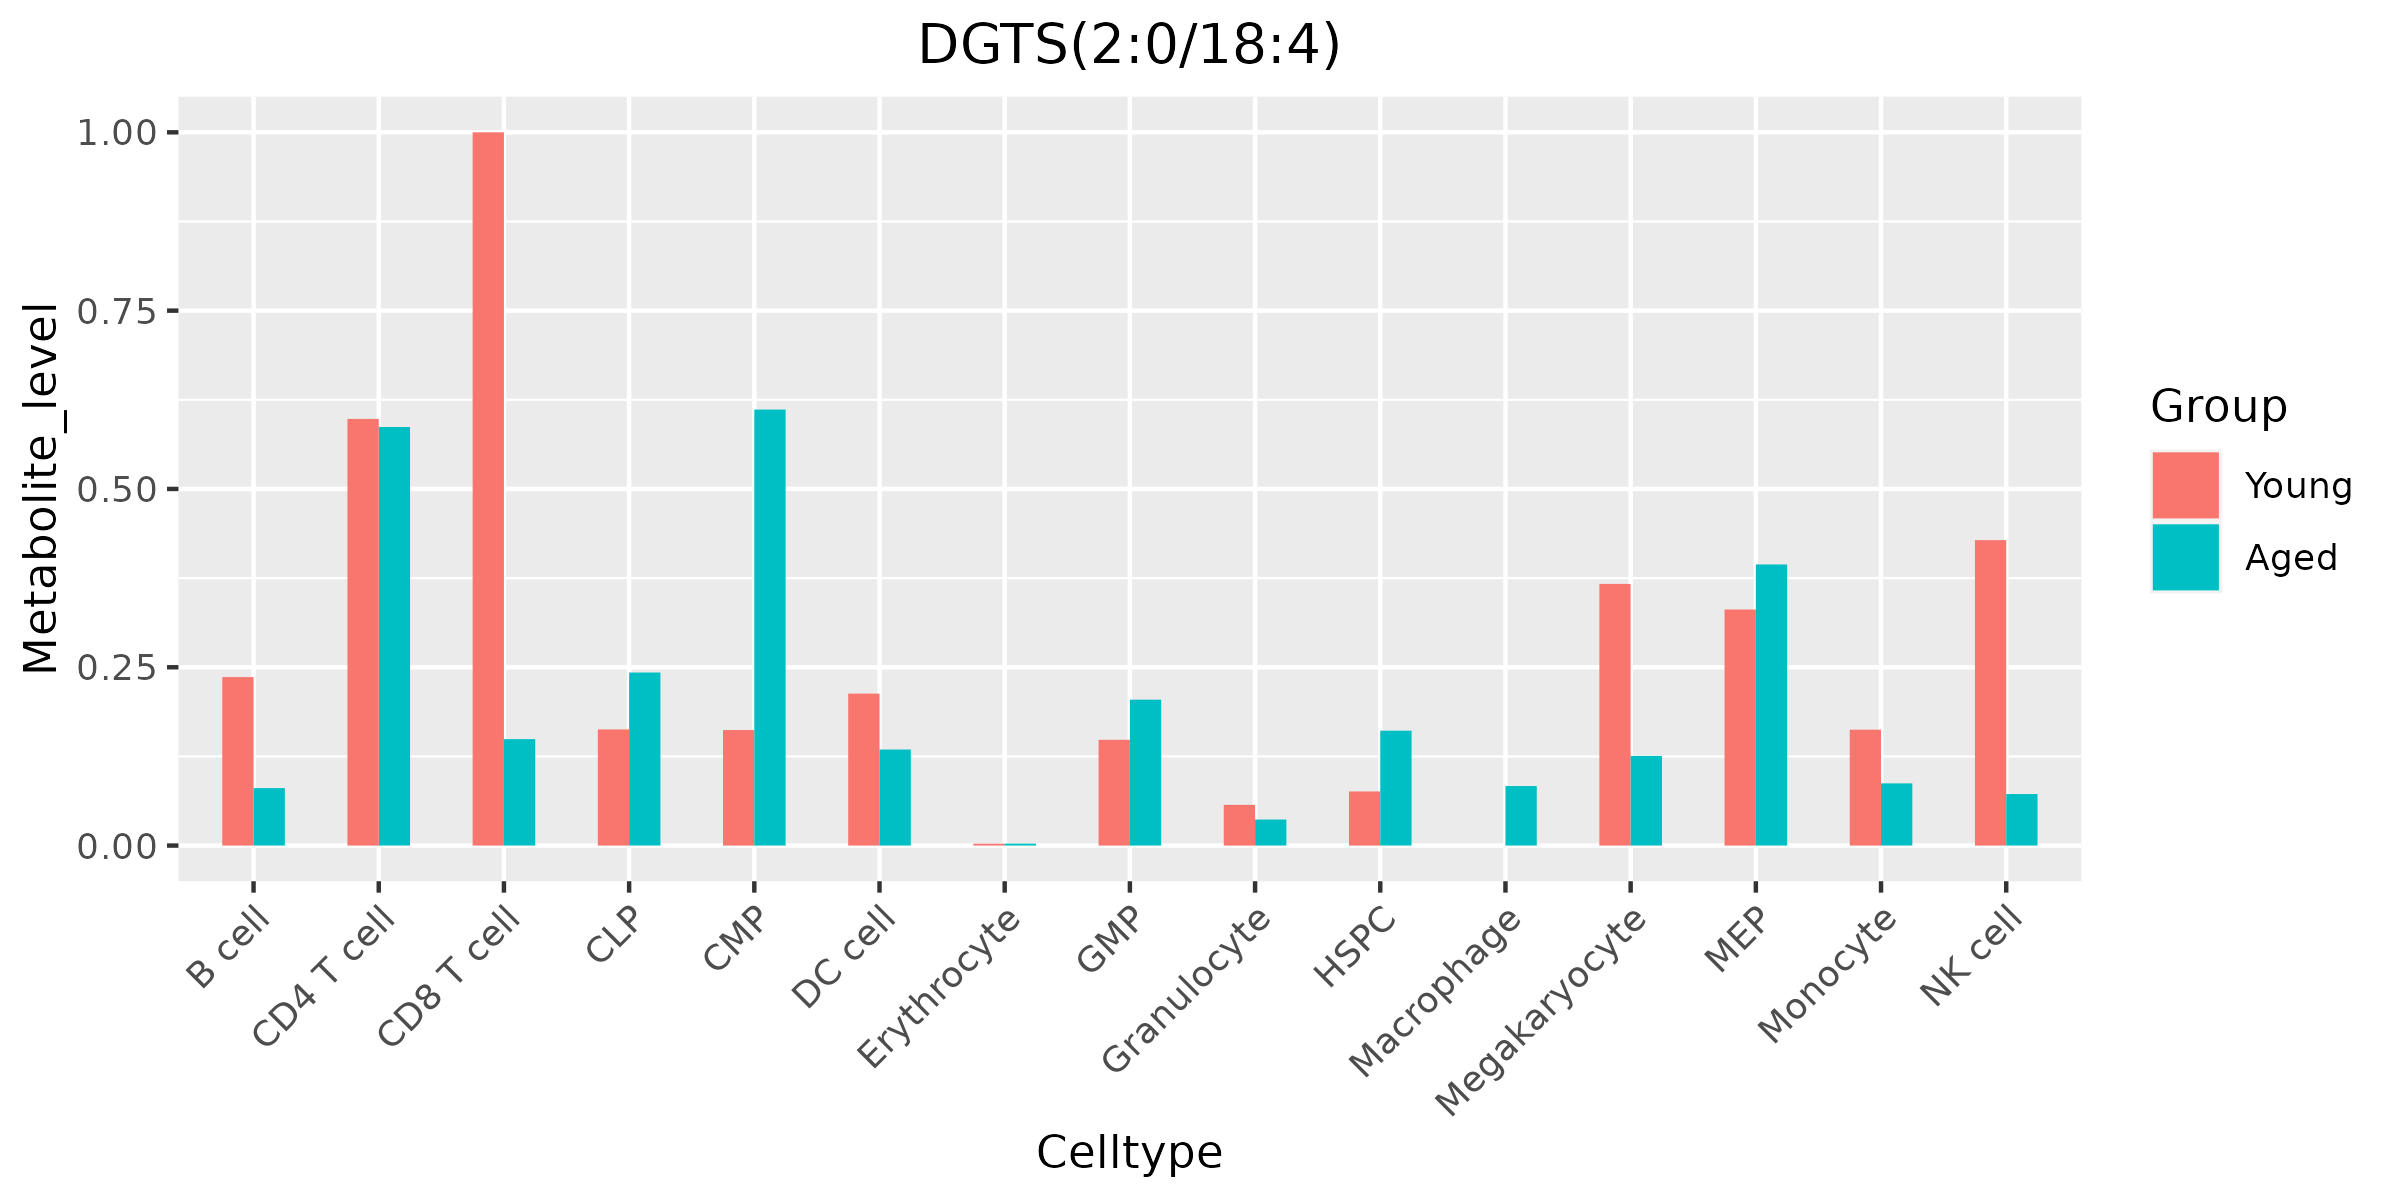 DGTS(2:0/18:4)
Metabolite_level
1.00
0.75
0.50
0.25
0.00
B cell
CD4 T cell
CD8 T cell
CLP
CMP
DC cell
Erythrocyte
GMP
Granulocyte
HSPC
Macrophage
Megakaryocyte
MEP
Monocyte
NK cell
Celltype
Group
Young
Aged